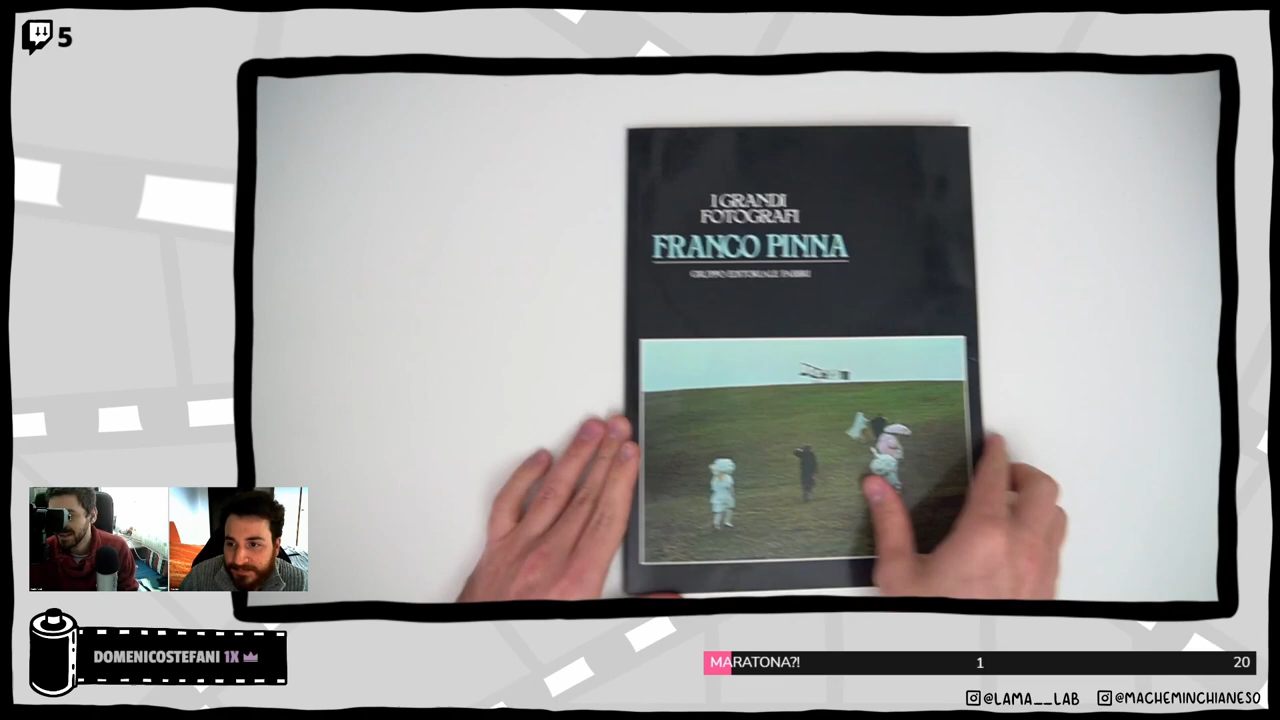 5
I GRANDI
FOTOGRAFI
FRANCO PINNA
GRUPPO EDITORIALE FABBRI
DOMENICOSTEFANI 1X
MARATONA?! 1 20
@LAMA__LAB @MACHEMINCHIANESO